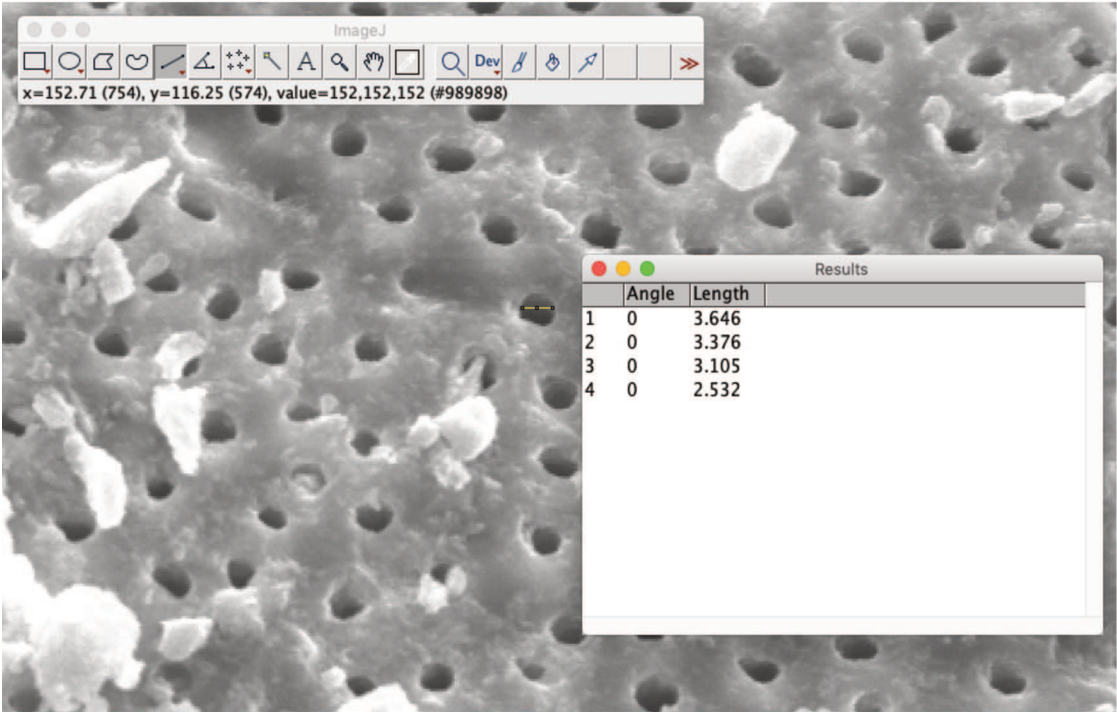 ImageJ
A Dev >>
x=152.71 (754), y=116.25 (574), value=152,152,152 (#989898)
Results
Angle Length
1 0 3.646
2 0 3.376
3 0 3.105
4 0 2.532